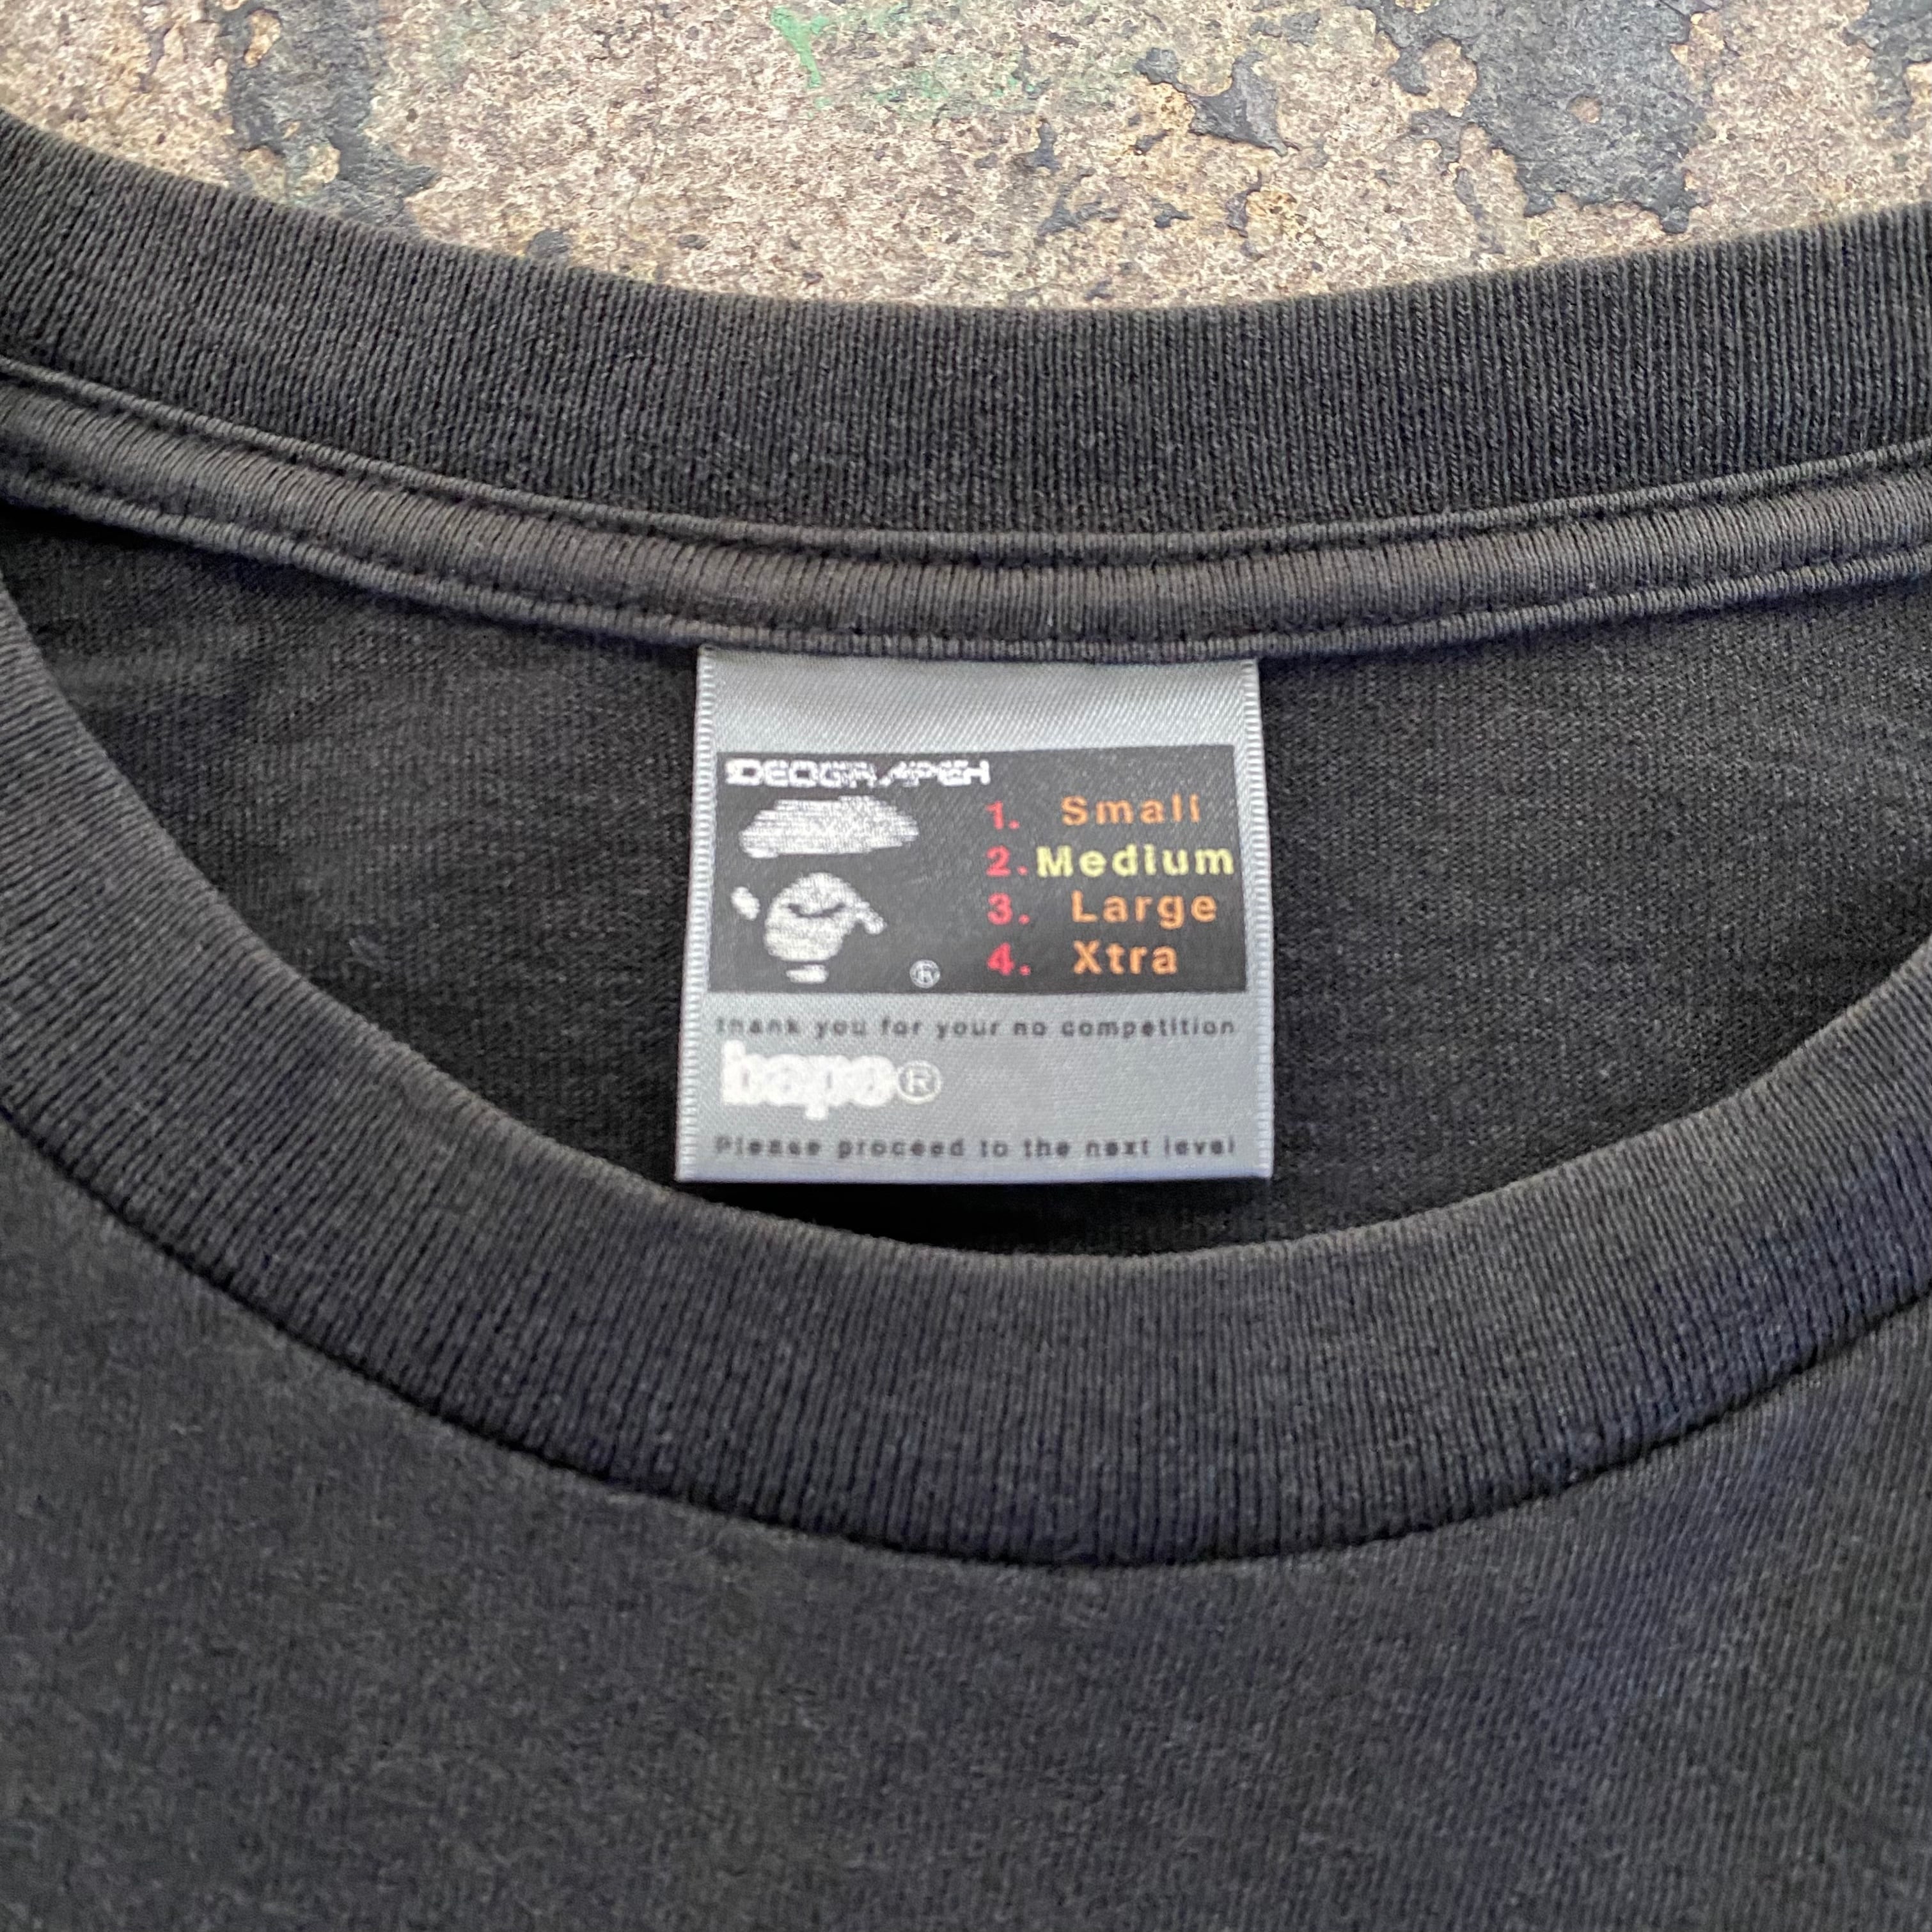 1. Small
2. Medium
3. Large
4. Xtra
®
thank you for your no competition
bape®
Please proceed to the next level